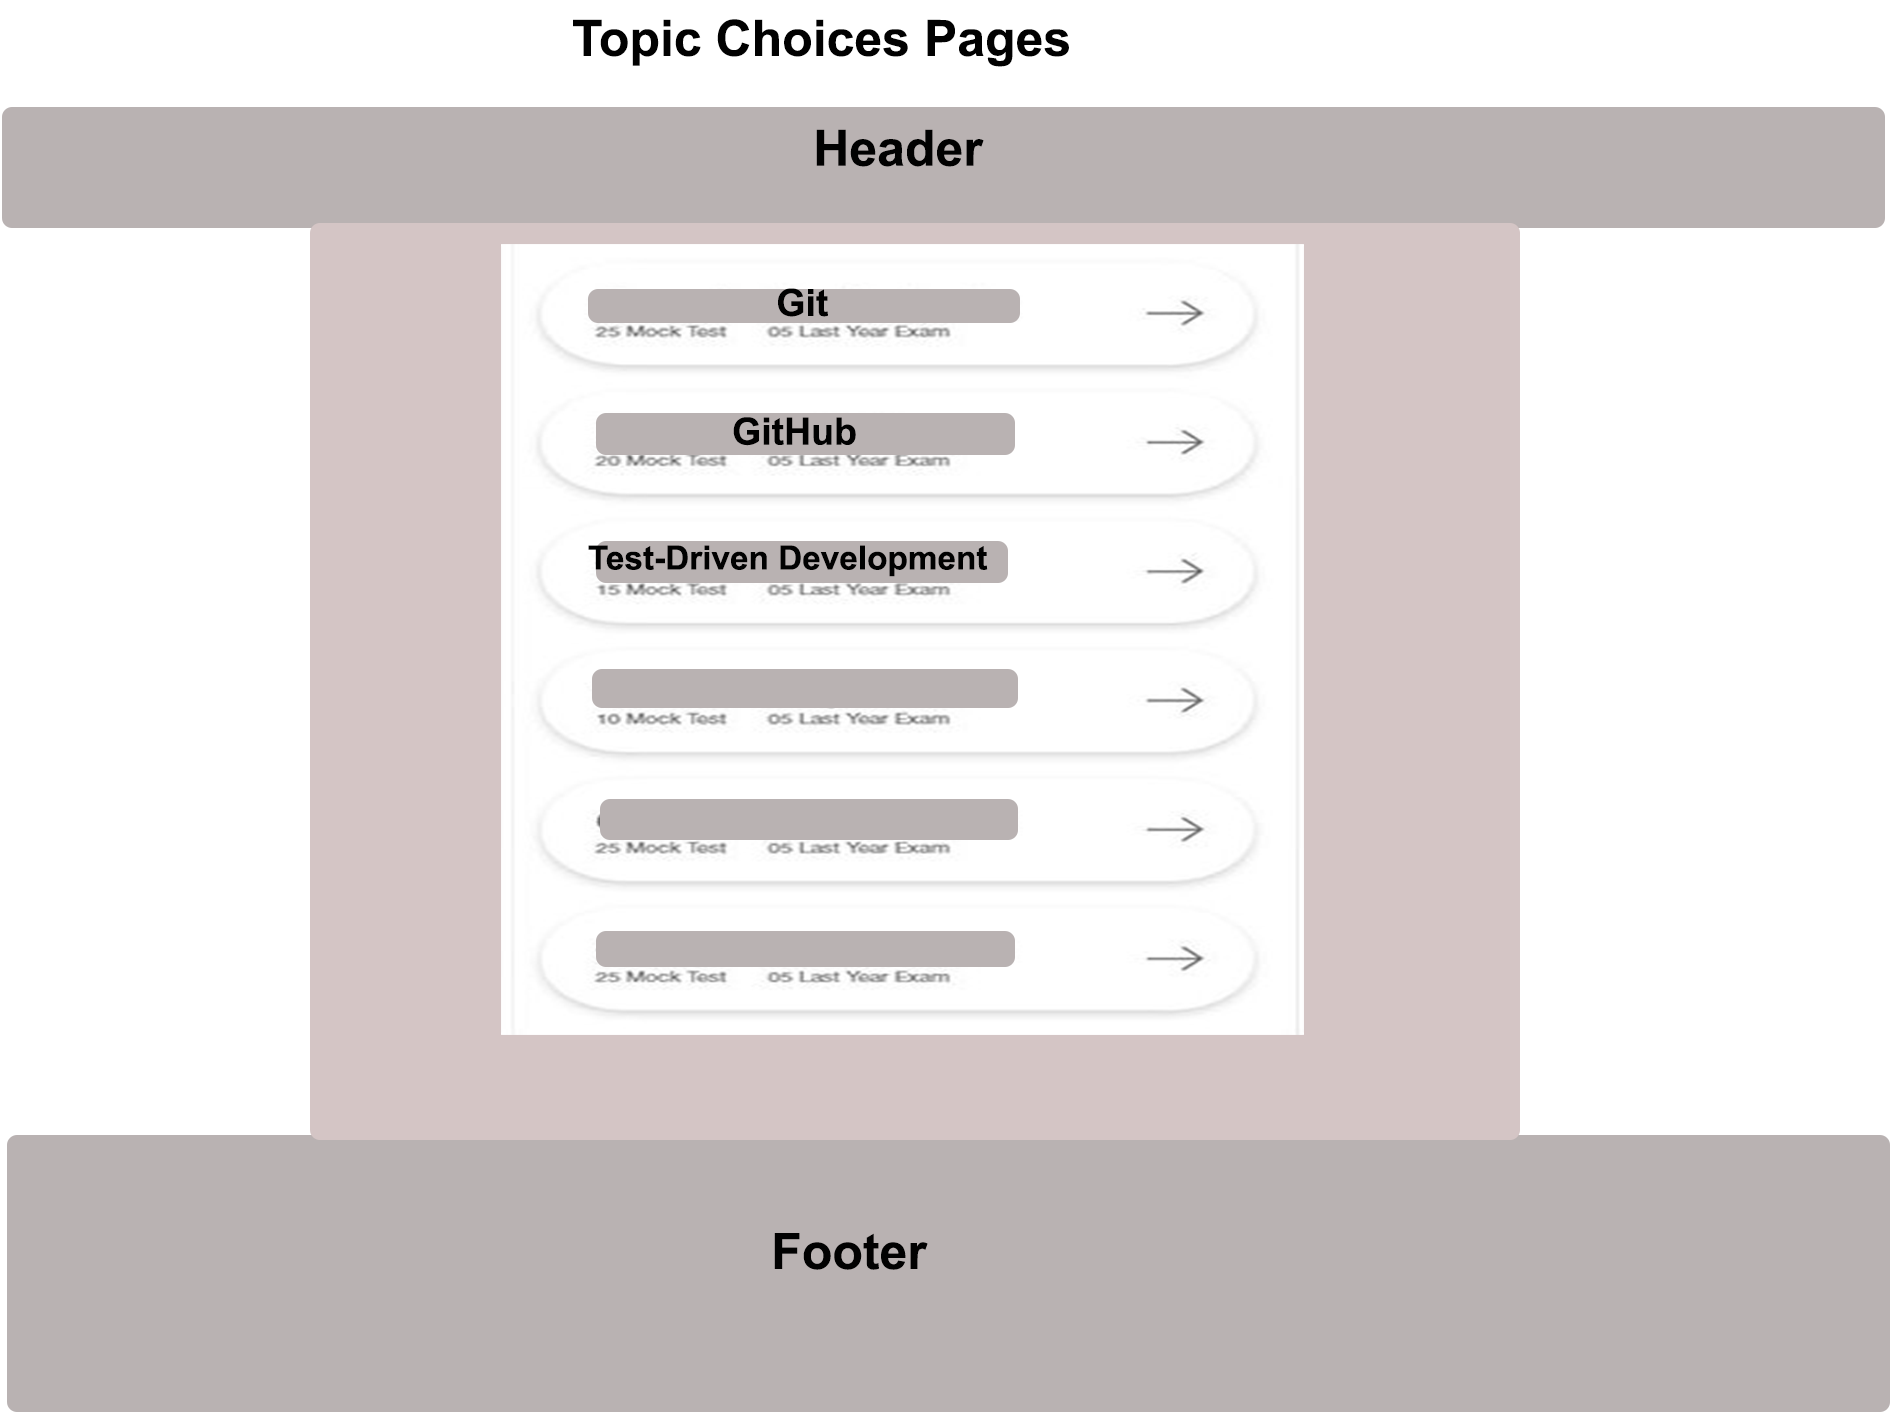 Topic Choices Pages
Header
Git
25 Mock Test 05 Last Year Exam
GitHub
20 Mock Test 05 Last Year Exam
Test-Driven Development
15 Mock Test 05 Last Year Exam
10 Mock Test 05 Last Year Exam
25 Mock Test 05 Last Year Exam
25 Mock Test 05 Last Year Exam
Footer